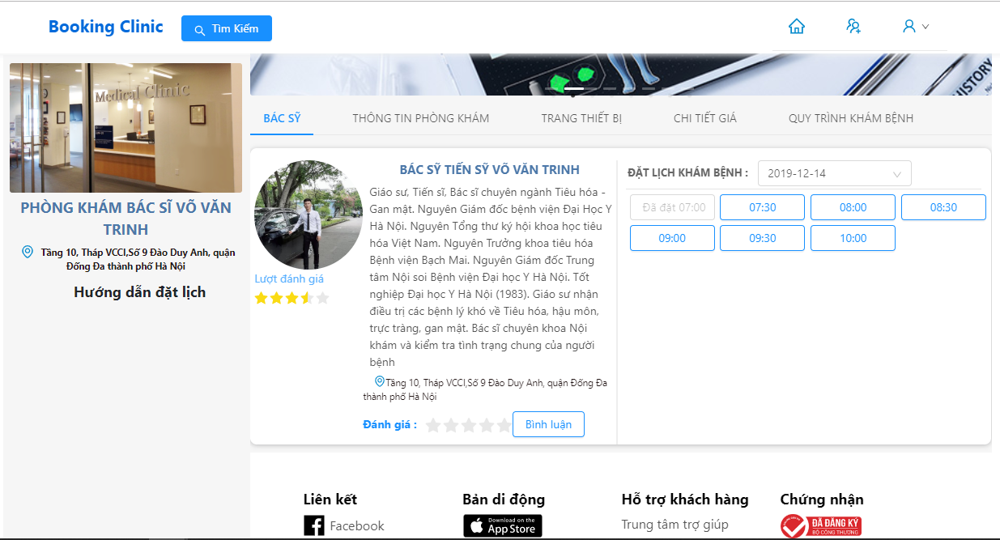 Booking Clinic
Tìm Kiếm
Medical Clinic
HISTORY
PHÒNG KHÁM BÁC SĨ VÕ VĂN
TRINH
Tầng 10, Tháp VCCI,Số 9 Đào Duy Anh, quận
Đống Đa thành phố Hà Nội
Hướng dẫn đặt lịch
BÁC SỸ
THÔNG TIN PHÒNG KHÁM
TRANG THIẾT BỊ
CHI TIẾT GIÁ
QUY TRÌNH KHÁM BỆNH
BÁC SỸ TIẾN SỸ VÕ VĂN TRINH
Giáo sư, Tiến sĩ, Bác sĩ chuyên ngành Tiêu hóa -
Gan mật. Nguyên Giám đốc bệnh viện Đại Học Y
Hà Nội. Nguyên Tổng thư ký hội khoa học tiêu
hóa Việt Nam. Nguyên Trưởng khoa tiêu hóa
Bệnh viện Bạch Mai. Nguyên Giám đốc Trung
tâm Nội soi Bệnh viện Đại học Y Hà Nội. Tốt
nghiệp Đại học Y Hà Nội (1983). Giáo sư nhận
điều trị các bệnh lý khó về Tiêu hóa, hậu môn,
trực tràng, gan mật. Bác sĩ chuyên khoa Nội
khám và kiểm tra tình trạng chung của người
bệnh
Lượt đánh giá
Tầng 10, Tháp VCCI,Số 9 Đào Duy Anh, quận Đống Đa
thành phố Hà Nội
Đánh giá :
Bình luận
ĐẶT LỊCH KHÁM BỆNH :
2019-12-14
Đã đặt 07:00
07:30
08:00
08:30
09:00
09:30
10:00
Liên kết
Facebook
Bản di động
Download on the
App Store
Hỗ trợ khách hàng
Trung tâm trợ giúp
Chứng nhận
ĐÃ ĐĂNG KÝ
BỘ CÔNG THƯƠNG